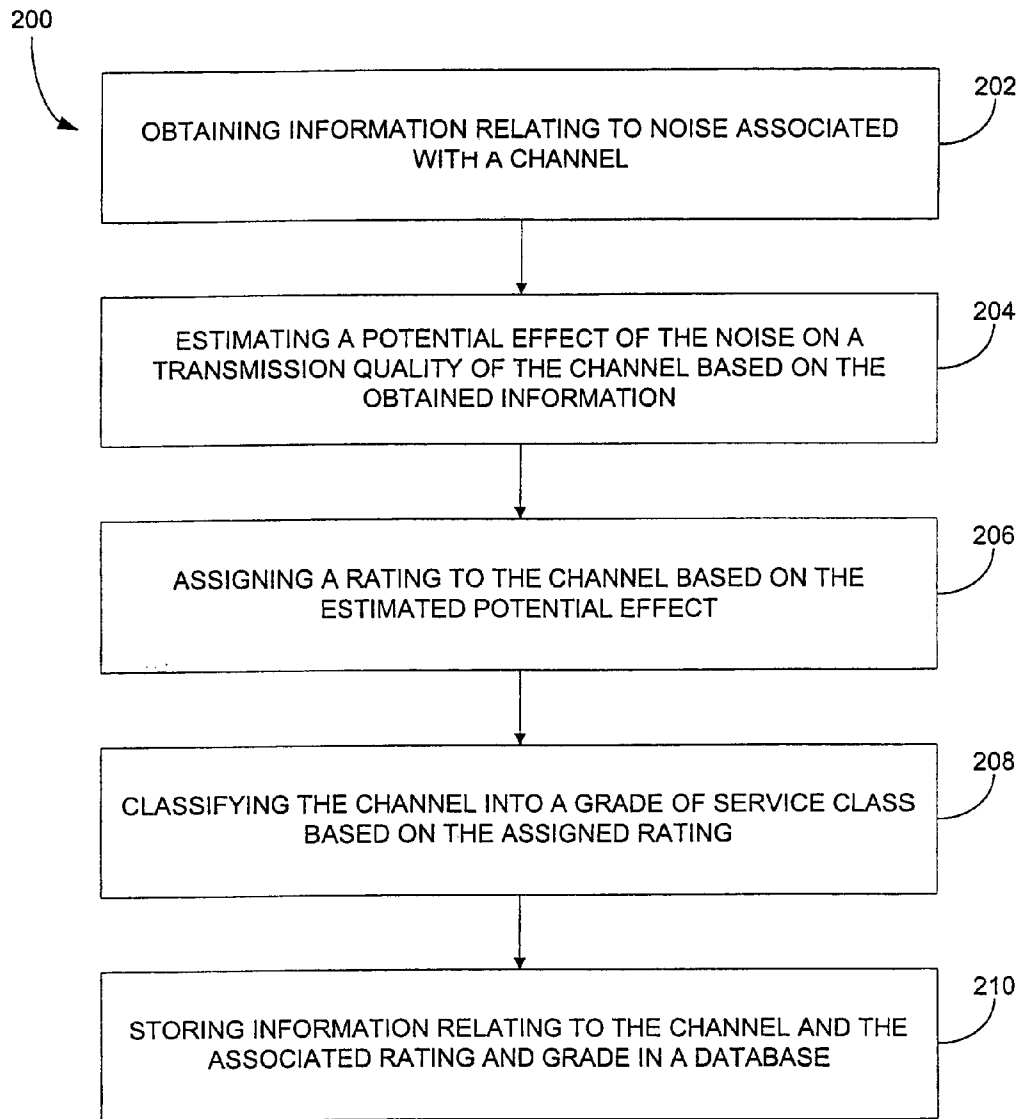 200
202
OBTAINING INFORMATION RELATING TO NOISE ASSOCIATED
WITH A CHANNEL
204
ESTIMATING A POTENTIAL EFFECT OF THE NOISE ON A
TRANSMISSION QUALITY OF THE CHANNEL BASED ON THE
OBTAINED INFORMATION
206
ASSIGNING A RATING TO THE CHANNEL BASED ON THE
ESTIMATED POTENTIAL EFFECT
208
CLASSIFYING THE CHANNEL INTO A GRADE OF SERVICE CLASS
BASED ON THE ASSIGNED RATING
210
STORING INFORMATION RELATING TO THE CHANNEL AND THE
ASSOCIATED RATING AND GRADE IN A DATABASE